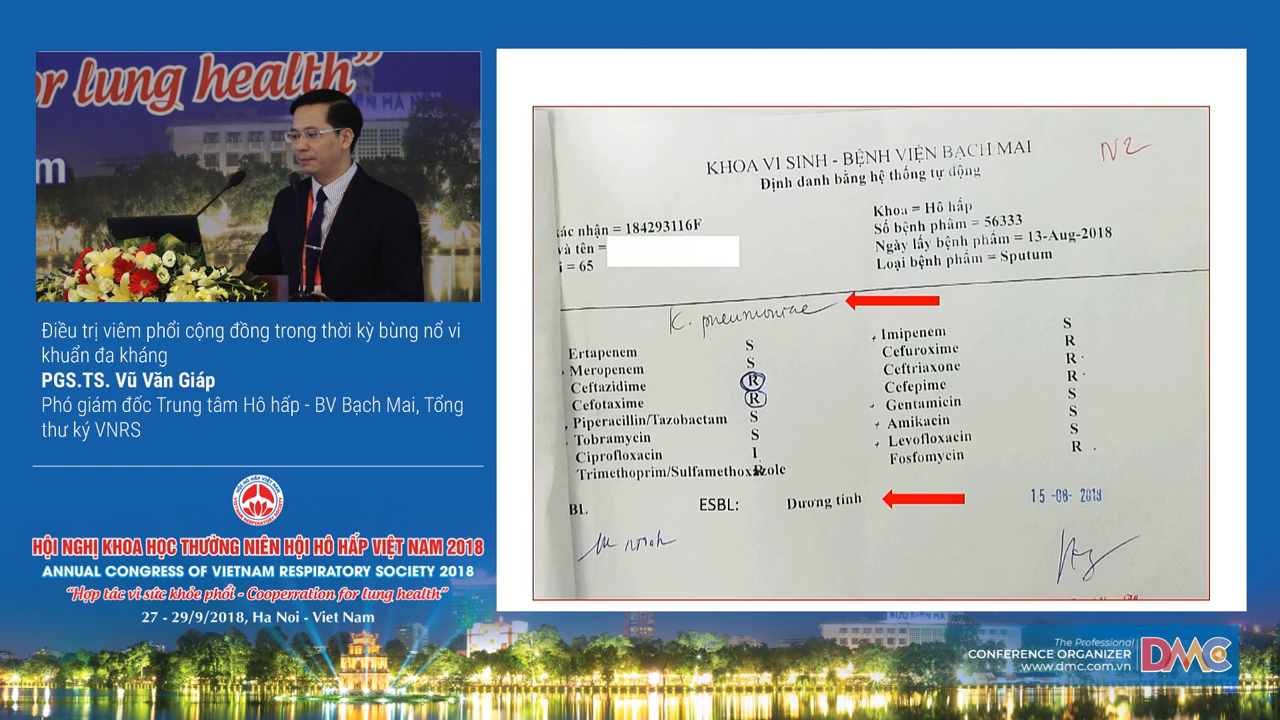 or lung health”
Điều trị viêm phổi cộng đồng trong thời kỳ bùng nổ vi
khuẩn đa kháng
PGS.TS. Vũ Văn Giáp
Phó giám đốc Trung tâm Hô hấp - BV Bạch Mai, Tổng
thư ký VNRS
HỘI HÔ HẤP VIỆT NAM
HỘI NGHỊ KHOA HỌC THƯỜNG NIÊN HỘI HÔ HẤP VIỆT NAM 2018
ANNUAL CONGRESS OF VIETNAM RESPIRATORY SOCIETY 2018
“Hợp tác vì sức khỏe phổi - Cooperration for lung health”
27 - 29/9/2018, Ha Noi - Viet Nam
KHOA VI SINH - BỆNH VIỆN BẠCH MAI
N2
Định danh bằng hệ thống tự động
ác nhận = 184293116F
và tên =
i = 65
Khoa = Hô hấp
Số bệnh phẩm = 56333
Ngày lấy bệnh phẩm = 13-Aug-2018
Loại bệnh phẩm = Sputum
K. pneumoniae
Ertapenem S
Meropenem S
Ceftazidime R
Cefotaxime R
Piperacillin/Tazobactam S
Tobramycin S
Ciprofloxacin I
Trimethoprim/Sulfamethoxazole R
Imipenem S
Cefuroxime R
Ceftriaxone R
Cefepime R
Gentamicin S
Amikacin S
Levofloxacin S
Fosfomycin R
BL
ESBL: Dương tính
15 -08- 2018
The Professional
CONFERENCE ORGANIZER
www.dmc.com.vn
DMC